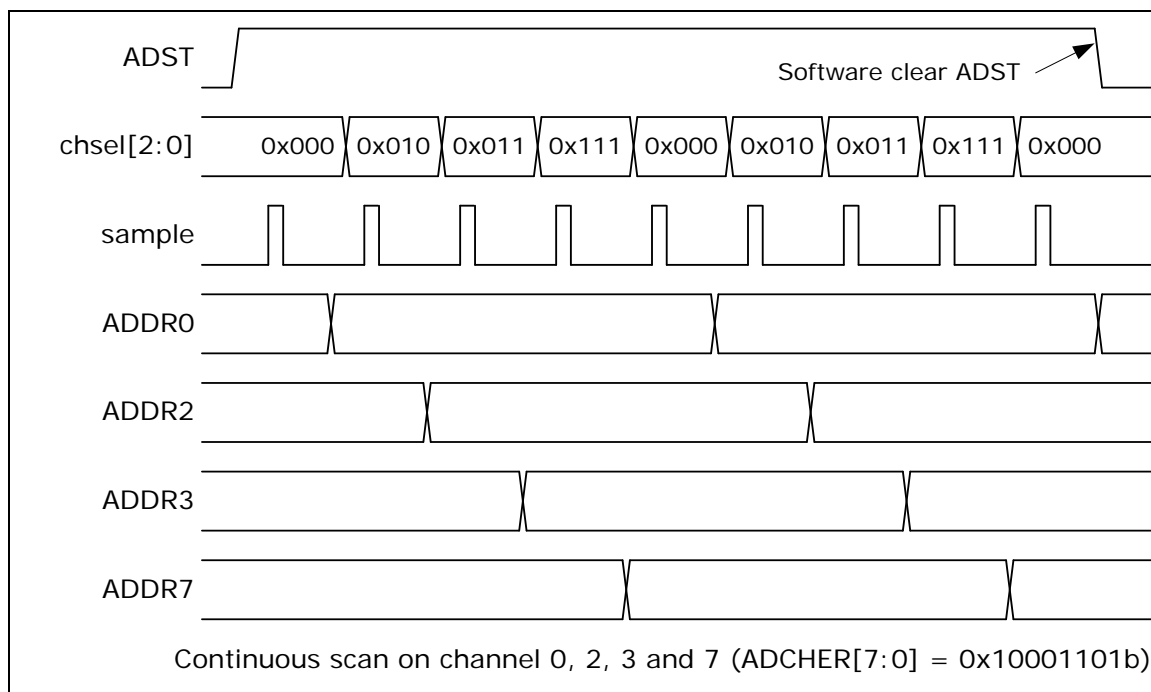 ADST
Software clear ADST
chsel[2:0]
0x000 0x010 0x011 0x111 0x000 0x010 0x011 0x111 0x000
sample
ADDR0
ADDR2
ADDR3
ADDR7
Continuous scan on channel 0, 2, 3 and 7 (ADCHER[7:0] = 0x10001101b)